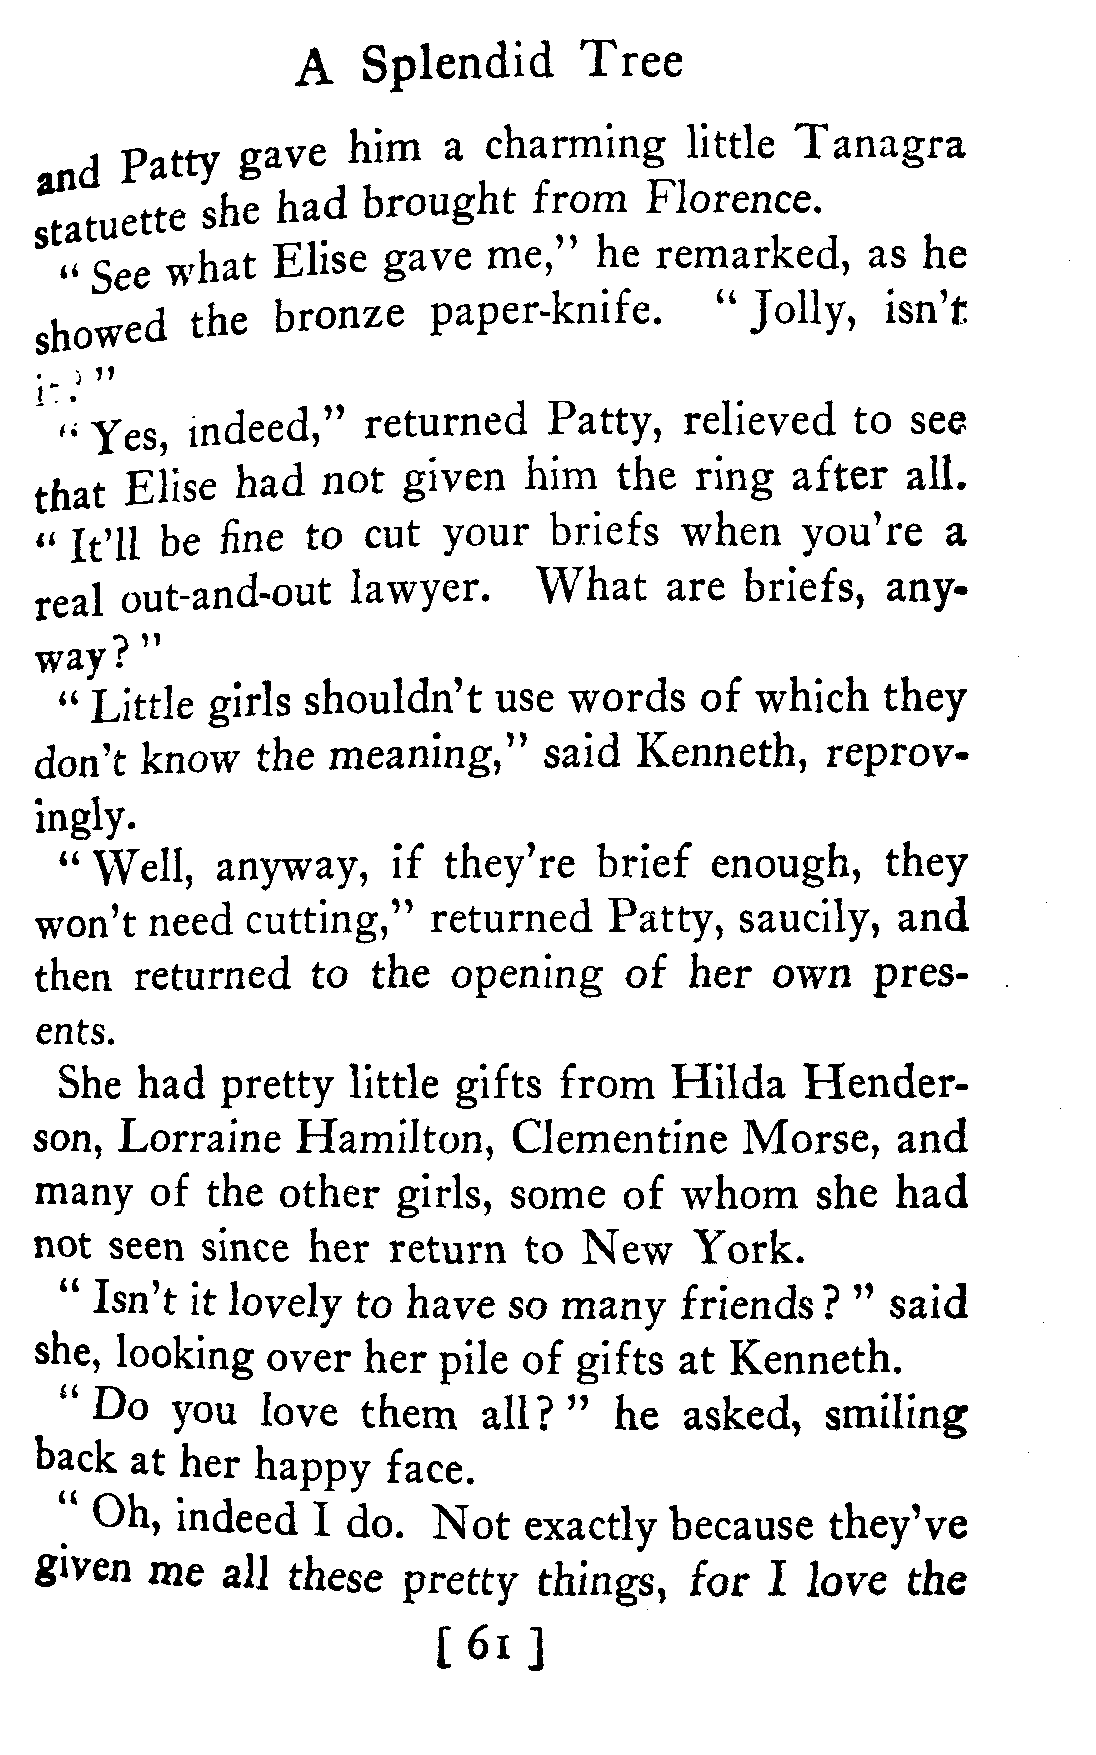 A Splendid Tree
and Patty gave him a charming little Tanagra
statuette she had brought from Florence.
“ See what Elise gave me,” he remarked, as he
showed the bronze paper-knife. “ Jolly, isn’t
it? ”
“ Yes, indeed,” returned Patty, relieved to see
that Elise had not given him the ring after all.
“ It’ll be fine to cut your briefs when you’re a
real out-and-out lawyer. What are briefs, any-
way? ”
“ Little girls shouldn’t use words of which they
don’t know the meaning,” said Kenneth, reprov-
ingly.
“ Well, anyway, if they’re brief enough, they
won’t need cutting,” returned Patty, saucily, and
then returned to the opening of her own pres-
ents.
She had pretty little gifts from Hilda Hender-
son, Lorraine Hamilton, Clementine Morse, and
many of the other girls, some of whom she had
not seen since her return to New York.
“ Isn’t it lovely to have so many friends? ” said
she, looking over her pile of gifts at Kenneth.
“ Do you love them all? ” he asked, smiling
back at her happy face.
“ Oh, indeed I do. Not exactly because they’ve
given me all these pretty things, for I love the
[ 61 ]